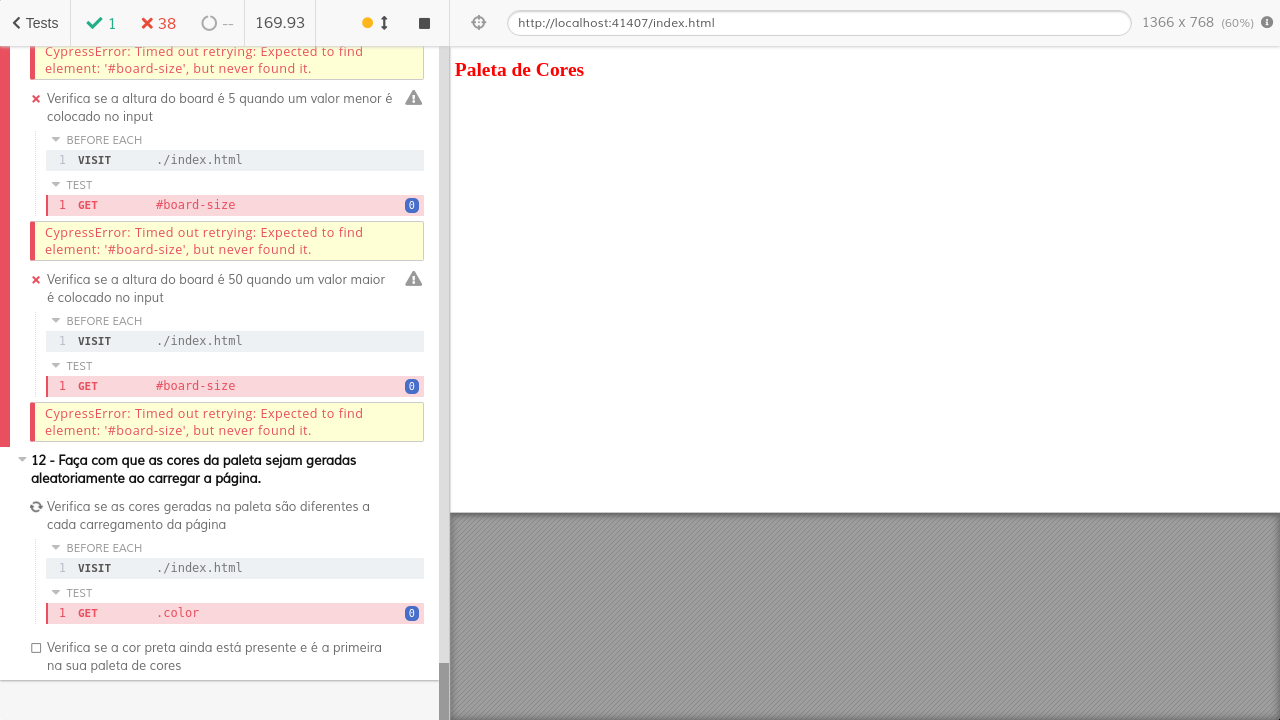 Tests
1
38
--
169.93
http://localhost:41407/index.html
1366 x 768 (60%)
CypressError: Timed out retrying: Expected to find
element: '#board-size', but never found it.
Verifica se a altura do board é 5 quando um valor menor é
colocado no input
BEFORE EACH
1 VISIT ./index.html
TEST
1 GET #board-size 0
CypressError: Timed out retrying: Expected to find
element: '#board-size', but never found it.
Verifica se a altura do board é 50 quando um valor maior
é colocado no input
BEFORE EACH
1 VISIT ./index.html
TEST
1 GET #board-size 0
CypressError: Timed out retrying: Expected to find
element: '#board-size', but never found it.
12 - Faça com que as cores da paleta sejam geradas
aleatoriamente ao carregar a página.
Verifica se as cores geradas na paleta são diferentes a
cada carregamento da página
BEFORE EACH
1 VISIT ./index.html
TEST
1 GET .color 0
Verifica se a cor preta ainda está presente e é a primeira
na sua paleta de cores
Paleta de Cores